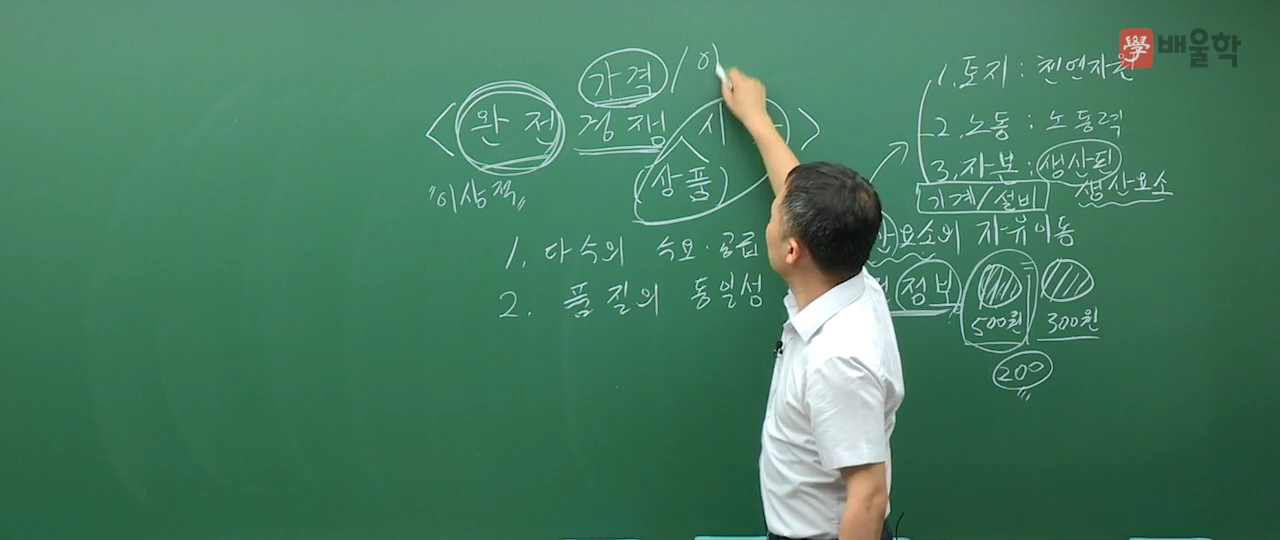 學 배울학
가격 /
<완전 경쟁 시 >
"이상적"
상품
1. 다수의 수요·공급
2. 품질의 동일성
1. 토지 : 천연자원
2. 노동 : 노동력
3. 자본 : 생산된
생산요소
기계/설비
요소의 자유이동
정보
500원 300원
200